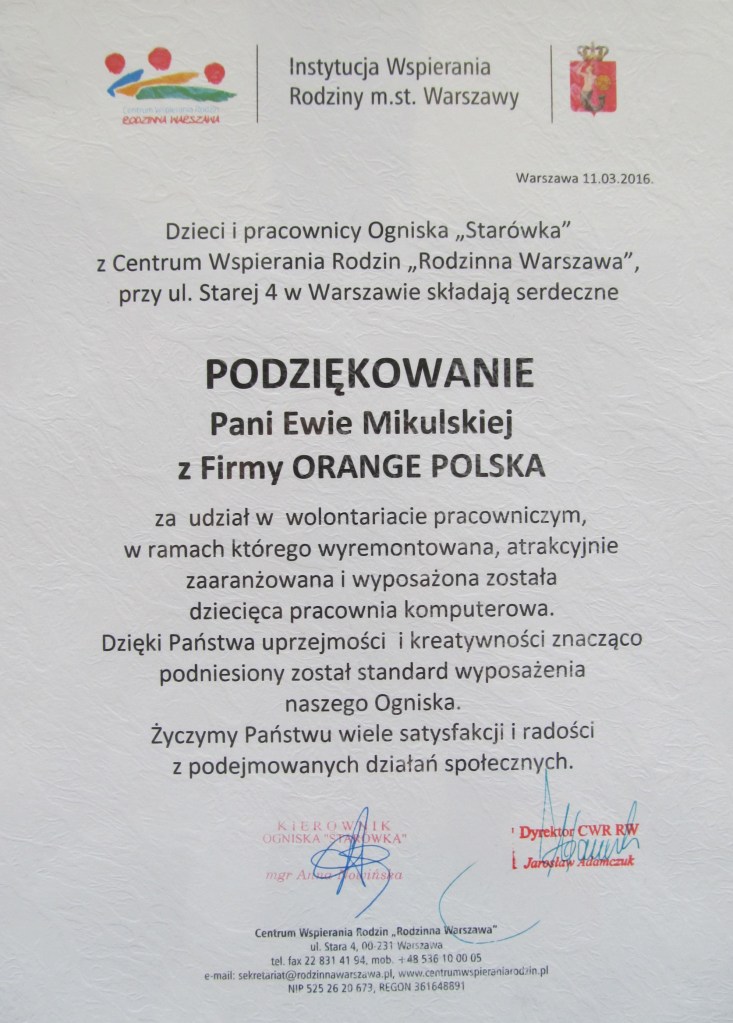 Centrum Wspierania Rodzin
RODZINNA WARSZAWA
Instytucja Wspierania
Rodziny m.st. Warszawy
Warszawa 11.03.2016.
Dzieci i pracownicy Ogniska „Starówka”
z Centrum Wspierania Rodzin „Rodzinna Warszawa”,
przy ul. Starej 4 w Warszawie składają serdeczne
PODZIĘKOWANIE
Pani Ewie Mikulskiej
z Firmy ORANGE POLSKA
za udział w wolontariacie pracowniczym,
w ramach którego wyremontowana, atrakcyjnie
zaaranżowana i wyposażona została
dziecięca pracownia komputerowa.
Dzięki Państwa uprzejmości i kreatywności znacząco
podniesiony został standard wyposażenia
naszego Ogniska.
Życzymy Państwu wiele satysfakcji i radości
z podejmowanych działań społecznych.
KIEROWNIK
OGNISKA "STARÓWKA"
mgr Anna
Dyrektor CWR RW
Jarosław Adamczuk
Centrum Wspierania Rodzin „Rodzinna Warszawa”
ul. Stara 4, 00-231 Warszawa
tel. fax 22 831 41 94, mob. +48 536 10 00 05
e-mail: sekretariat@rodzinnawarszawa.pl, www.centrumwspieraniarodzin.pl
NIP 525 26 20 673, REGON 361648891